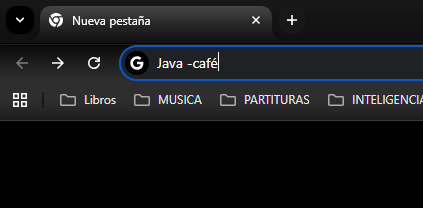 Nueva pestaña
Java -café
Libros MUSICA PARTITURAS INTELIGENCIA